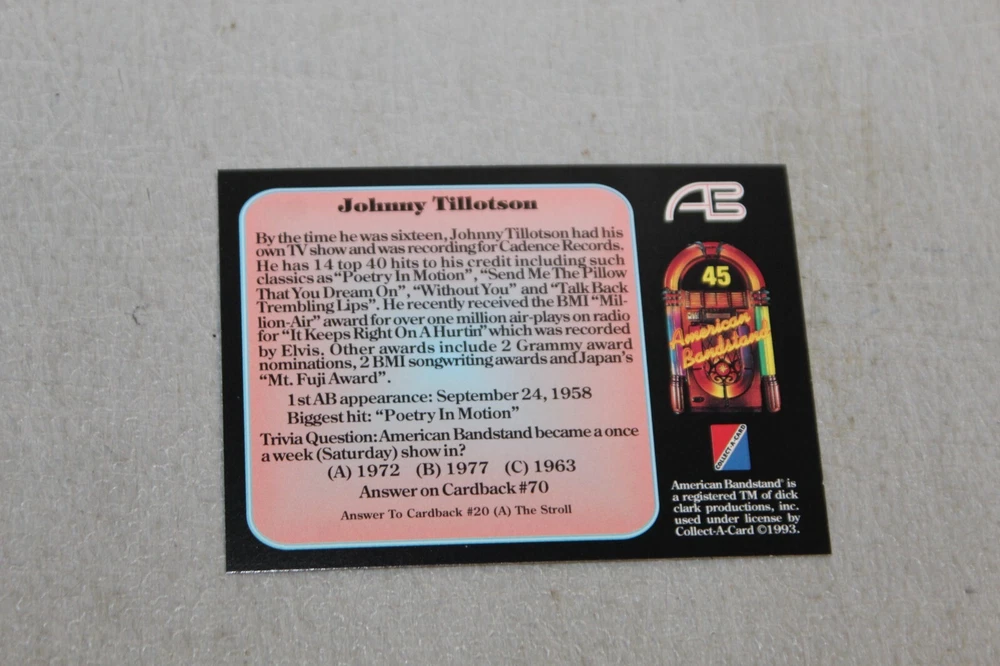 Johnny Tillotson
By the time he was sixteen, Johnny Tillotson had his
own TV show and was recording for Cadence Records.
He has 14 top 40 hits to his credit including such
classics as "Poetry In Motion", "Send Me The Pillow
That You Dream On", "Without You" and "Talk Back
Trembling Lips". He recently received the BMI "Mil-
lion-Air" award for over one million air-plays on radio
for "It Keeps Right On A Hurtin" which was recorded
by Elvis. Other awards include 2 Grammy award
nominations, 2 BMI songwriting awards and Japan's
"Mt. Fuji Award".
1st AB appearance: September 24, 1958
Biggest hit: "Poetry In Motion"
Trivia Question: American Bandstand became a once
a week (Saturday) show in?
(A) 1972 (B) 1977 (C) 1963
Answer on Cardback #70
Answer To Cardback #20 (A) The Stroll
AB
45
American
Bandstand
COLLECT-A-CARD
American Bandstand® is
a registered TM of dick
clark productions, inc.
used under license by
Collect-A-Card ©1993.